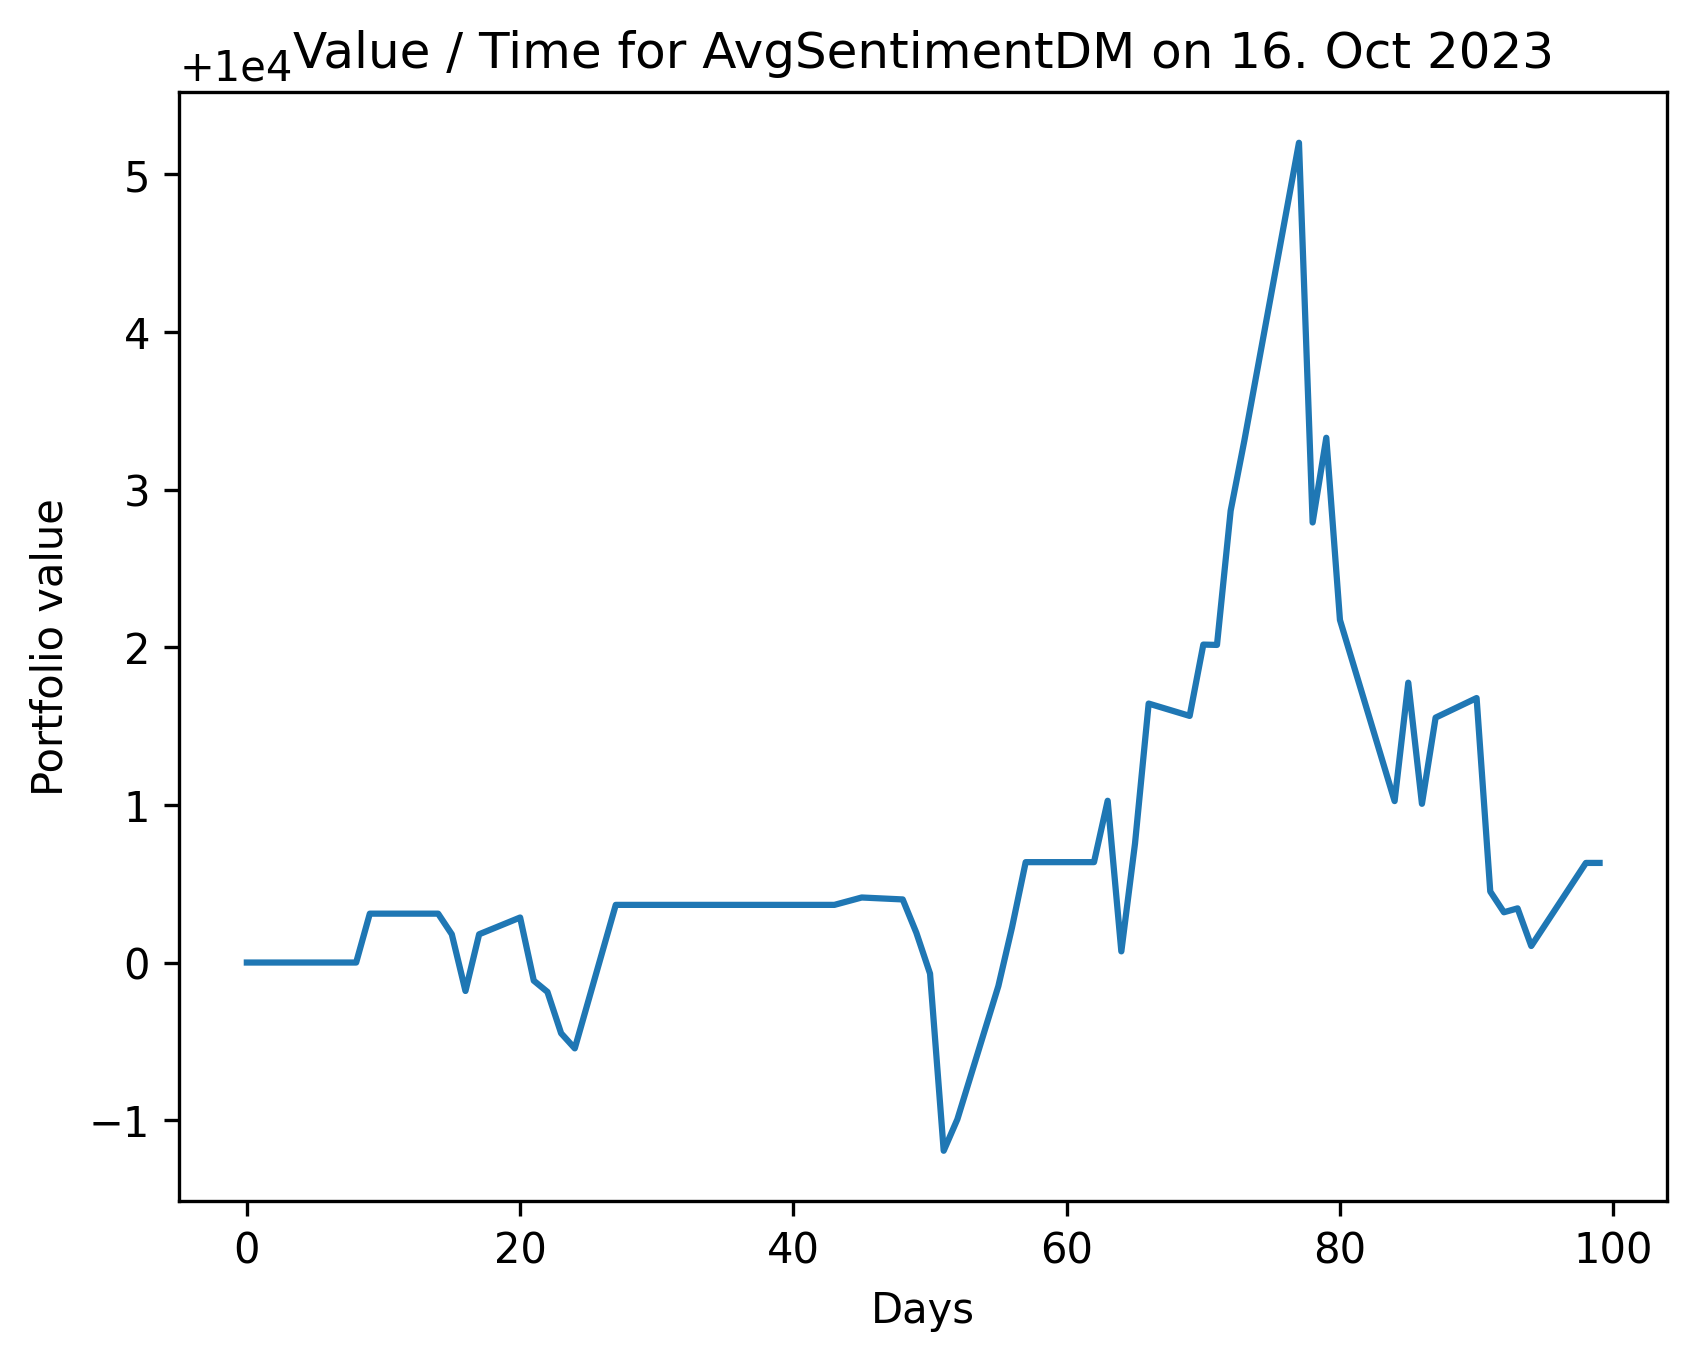 Value / Time for AvgSentimentDM on 16. Oct 2023
+1e4
5
4
3
2
1
0
−1
Portfolio value
0 20 40 60 80 100
Days